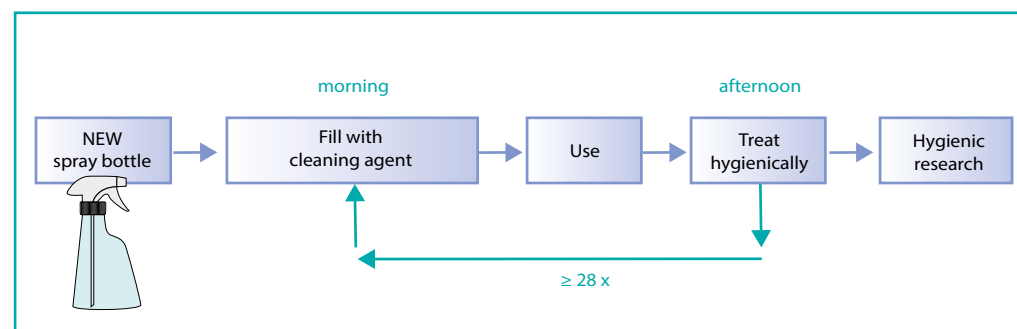 morning
afternoon
NEW
spray bottle
Fill with
cleaning agent
Use
Treat
hygienically
Hygienic
research
≥ 28 x